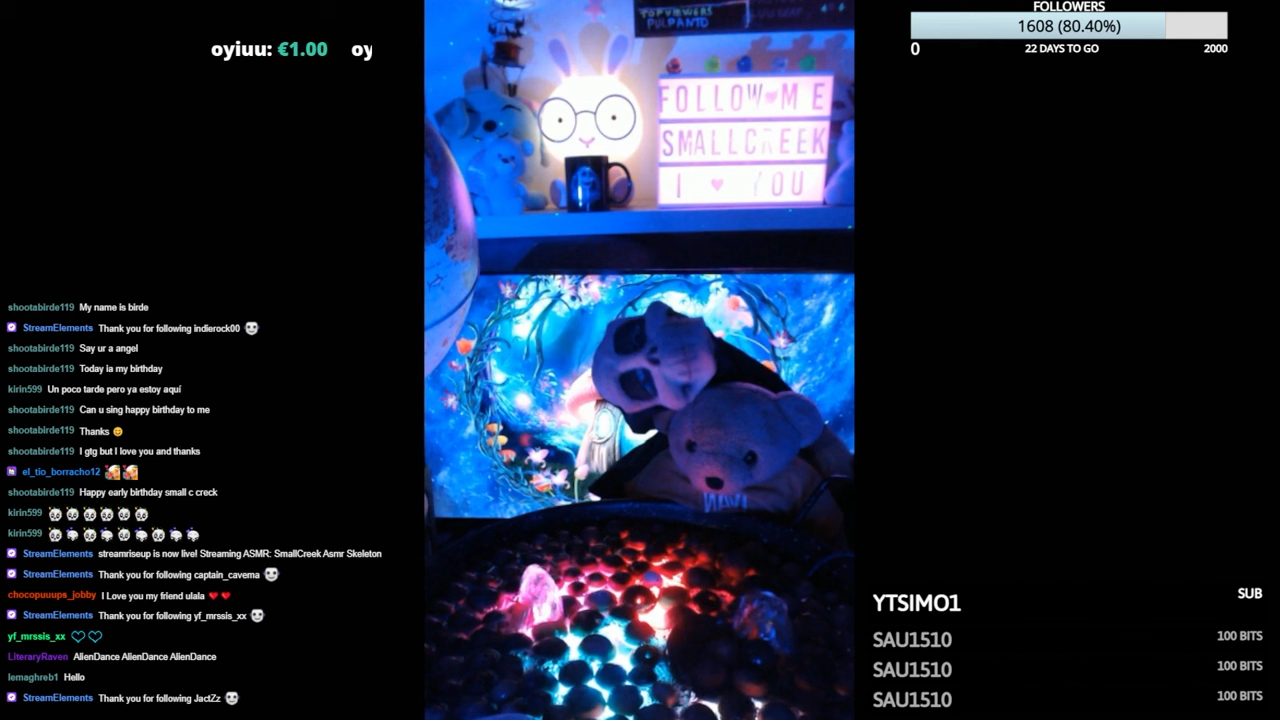 FOLLOWERS
1608 (80.40%)
0 22 DAYS TO GO 2000
oyiuu: €1.00 oy
TOPVIEWERS
PULPANTO
FOLLOW♥ME
SMALLCREEK
I ♥ YOU
NAVI
shootabirde119 My name is birde
StreamElements Thank you for following indierock00
shootabirde119 Say ur a angel
shootabirde119 Today ia my birthday
kirin599 Un poco tarde pero ya estoy aquí
shootabirde119 Can u sing happy birthday to me
shootabirde119 Thanks 😊
shootabirde119 I gtg but I love you and thanks
el_tio_borracho12
shootabirde119 Happy early birthday small c creck
kirin599
kirin599
StreamElements streamriseup is now live! Streaming ASMR: SmallCreek Asmr Skeleton
StreamElements Thank you for following captain_cavema
chocopuuups_jobby I Love you my friend ulala ♥♥
StreamElements Thank you for following yf_mrssis_xx
yf_mrssis_xx ♡♡
LiteraryRaven AlienDance AlienDance AlienDance
lemaghreb1 Hello
StreamElements Thank you for following JactZz
YTSIMO1 SUB
SAU1510 100 BITS
SAU1510 100 BITS
SAU1510 100 BITS